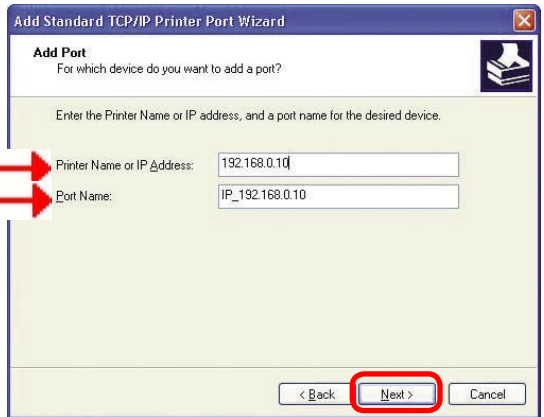 Add Standard TCP/IP Printer Port Wizard
Add Port
For which device do you want to add a port?
Enter the Printer Name or IP address, and a port name for the desired device.
Printer Name or IP Address: 192.168.0.10
Port Name: IP_192.168.0.10
< Back Next > Cancel